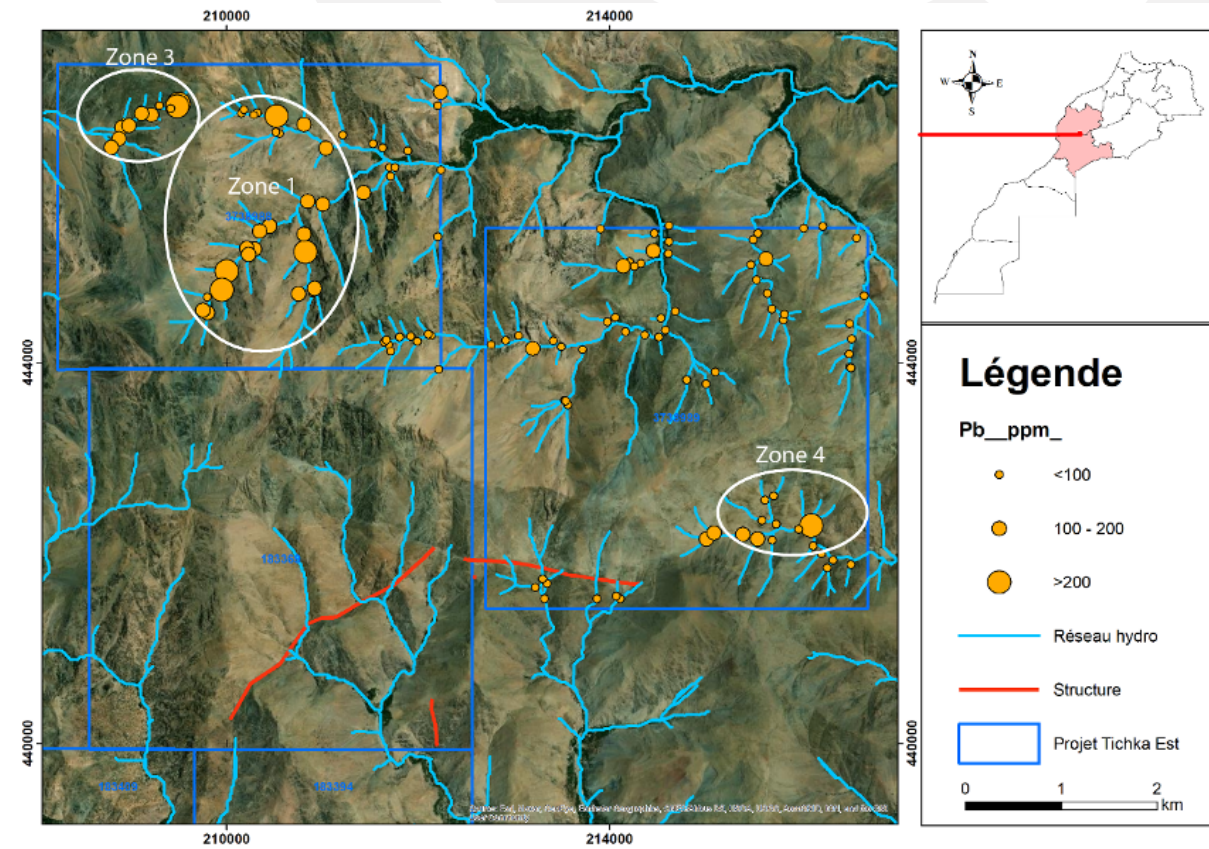 210000
214000
Zone 3
Zone 1
444000
444000
Zone 4
440000
440000
210000
214000
N
W
E
S
Légende
Pb__ppm_
<100
100 - 200
>200
Réseau hydro
Structure
Projet Tichka Est
0
1
2
km